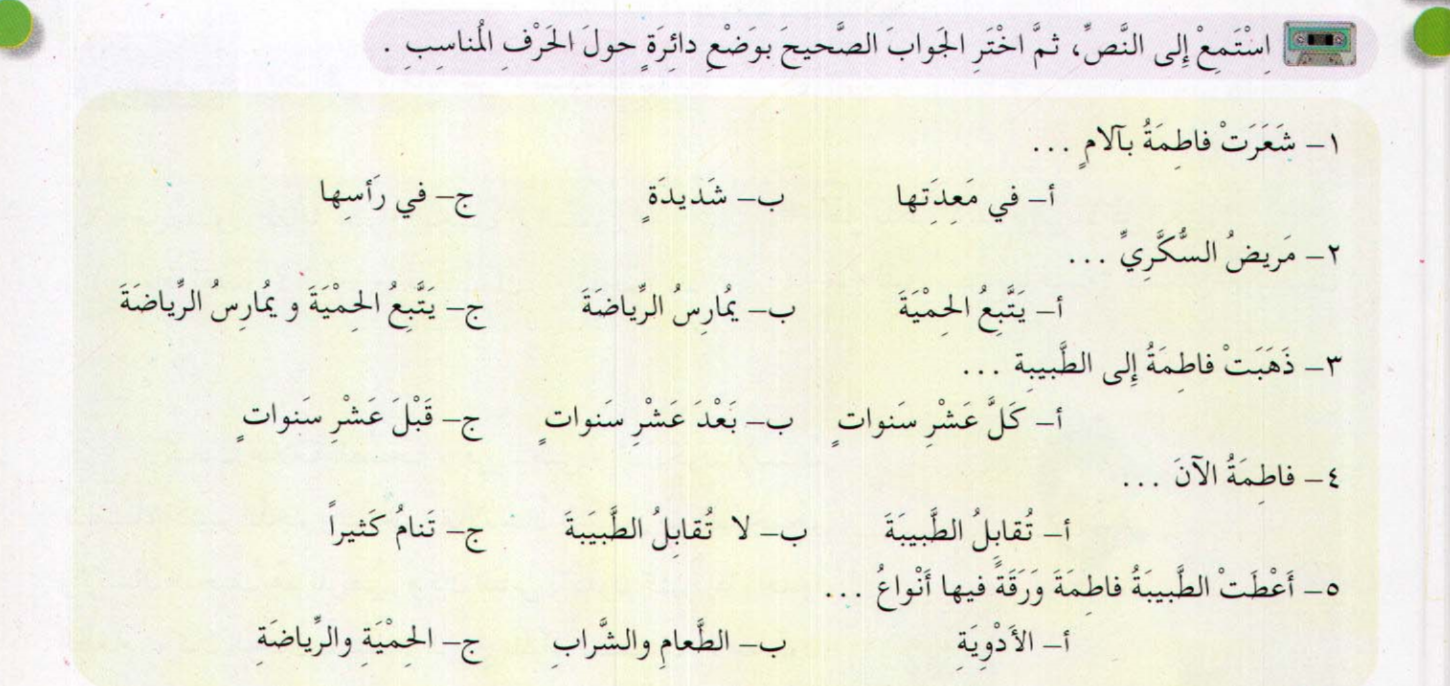 اِسْتَمِعْ إِلى النَّصِّ، ثمَّ اخْتَرِ الجَوابَ الصَّحيحَ بوَضْعِ دائِرَةٍ حولَ الحَرْفِ المُناسِبِ .
١– شَعَرَتْ فاطِمَةُ بآلامٍ ...
أ– في مَعِدَتِها ب– شَديدَةٍ ج– في رَأسِها
٢– مَريضُ السُّكَّرِيِّ ...
أ– يَتَّبِعُ الحِمْيَةَ ب– يُمارِسُ الرِّياضَةَ ج– يَتَّبِعُ الحِمْيَةَ و يُمارِسُ الرِّياضَةَ
٣– ذَهَبَتْ فاطِمَةُ إِلى الطَّبيبةِ ...
أ– كَلَّ عَشْرِ سَنواتٍ ب– بَعْدَ عَشْرِ سَنواتٍ ج– قَبْلَ عَشْرِ سَنواتٍ
٤– فاطِمَةُ الآنَ ...
أ– تُقابِلُ الطَّبيبَةَ ب– لا تُقابِلُ الطَّبيَبةَ ج– تَنامُ كَثيراً
٥– أَعْطَتْ الطَّبيبَةُ فاطِمَةَ وَرَقَةً فيها أَنْواعُ ...
أ– الأَدْوِيَةِ ب– الطَّعامِ والشَّرابِ ج– الحِمْيَةِ والرِّياضَةِ